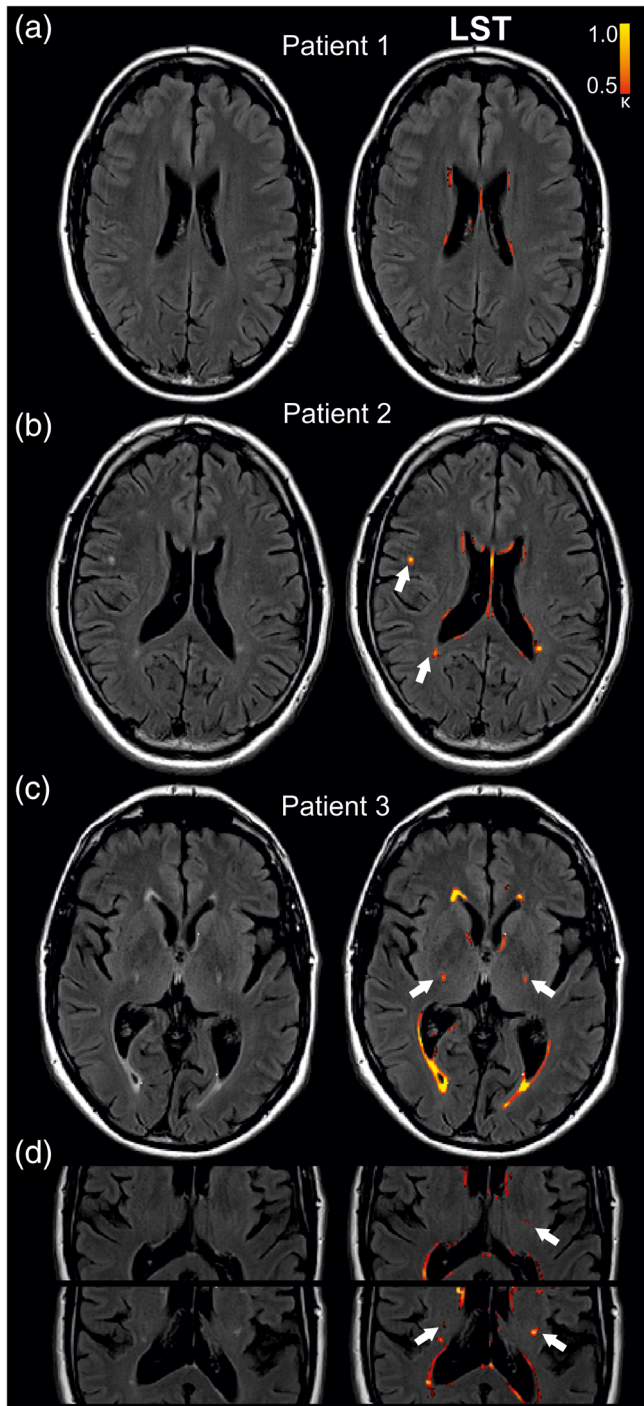 (a)
Patient 1
LST
1.0
0.5
κ
(b)
Patient 2
(c)
Patient 3
(d)